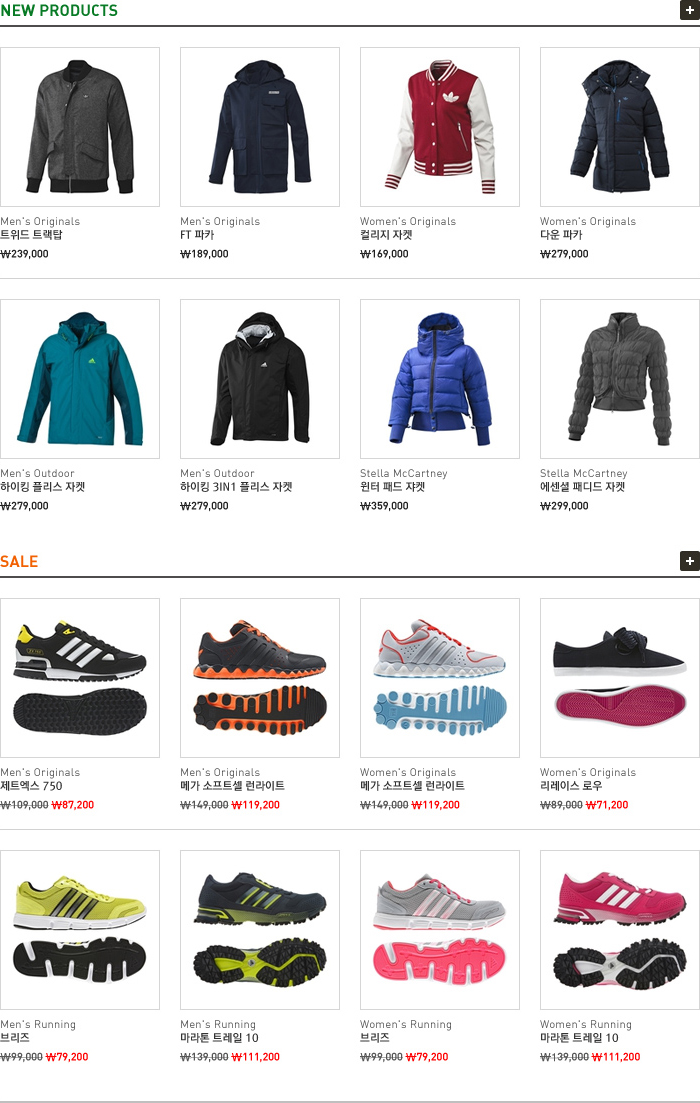 NEW PRODUCTS
+
Men's Originals
트위드 트랙탑
₩239,000
Men's Originals
FT 파카
₩189,000
Women's Originals
컬리지 자켓
₩169,000
Women's Originals
다운 파카
₩279,000
Men's Outdoor
하이킹 플리스 자켓
₩279,000
Men's Outdoor
하이킹 3IN1 플리스 자켓
₩279,000
Stella McCartney
윈터 패드 쟈켓
₩359,000
Stella McCartney
에센셜 패디드 자켓
₩299,000
SALE
+
Men's Originals
제트엑스 750
₩109,000 ₩87,200
Men's Originals
메가 소프트셀 런라이트
₩149,000 ₩119,200
Women's Originals
메가 소프트셀 런라이트
₩149,000 ₩119,200
Women's Originals
리레이스 로우
₩89,000 ₩71,200
Men's Running
브리즈
₩99,000 ₩79,200
Men's Running
마라톤 트레일 10
₩139,000 ₩111,200
Women's Running
브리즈
₩99,000 ₩79,200
Women's Running
마라톤 트레일 10
₩139,000 ₩111,200